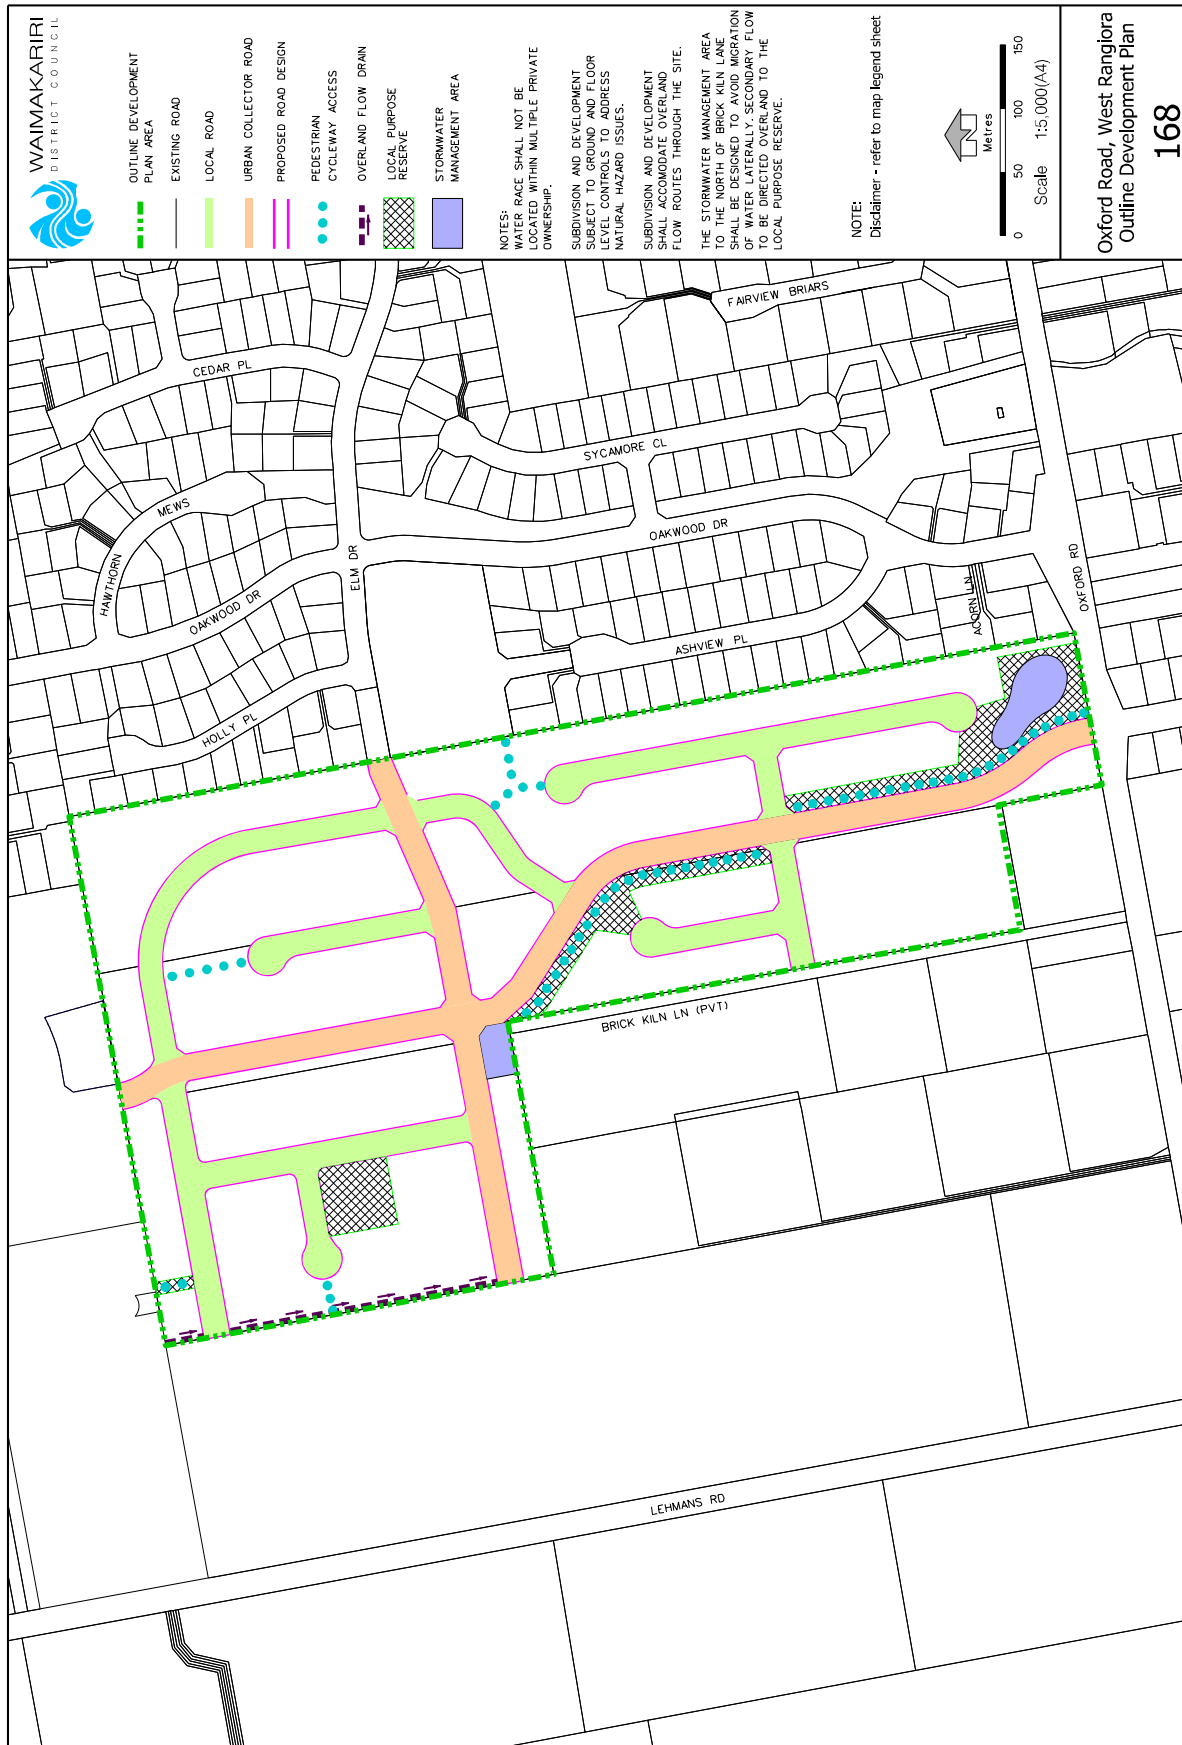 WAIMAKARIRI
DISTRICT COUNCIL
OUTLINE DEVELOPMENT
PLAN AREA
EXISTING ROAD
LOCAL ROAD
URBAN COLLECTOR ROAD
PROPOSED ROAD DESIGN
PEDESTRIAN
CYCLEWAY ACCESS
OVERLAND FLOW DRAIN
LOCAL PURPOSE
RESERVE
STORMWATER
MANAGEMENT AREA
NOTES:
WATER RACE SHALL NOT BE
LOCATED WITHIN MULTIPLE PRIVATE
OWNERSHIP.
SUBDIVISION AND DEVELOPMENT
SUBJECT TO GROUND AND FLOOR
LEVEL CONTROLS TO ADDRESS
NATURAL HAZARD ISSUES.
SUBDIVISION AND DEVELOPMENT
SHALL ACCOMODATE OVERLAND
FLOW ROUTES THROUGH THE SITE.
THE STORMWATER MANAGEMENT AREA
TO THE NORTH OF BRICK KILN LANE
SHALL BE DESIGNED TO AVOID MIGRATION
OF WATER LATERALLY. SECONDARY FLOW
TO BE DIRECTED OVERLAND AND TO THE
LOCAL PURPOSE RESERVE.
NOTE:
Disclaimer - refer to map legend sheet
N
Metres
0 50 100 150
Scale 1:5,000(A4)
Oxford Road, West Rangiora
Outline Development Plan
168
CEDAR PL
FAIRVIEW BRIARS
SYCAMORE CL
HAWTHORN
MEWS
OAKWOOD DR
ELM DR
OAKWOOD DR
HOLLY PL
ASHVIEW PL
ACORN LN
OXFORD RD
BRICK KILN LN (PVT)
LEHMANS RD